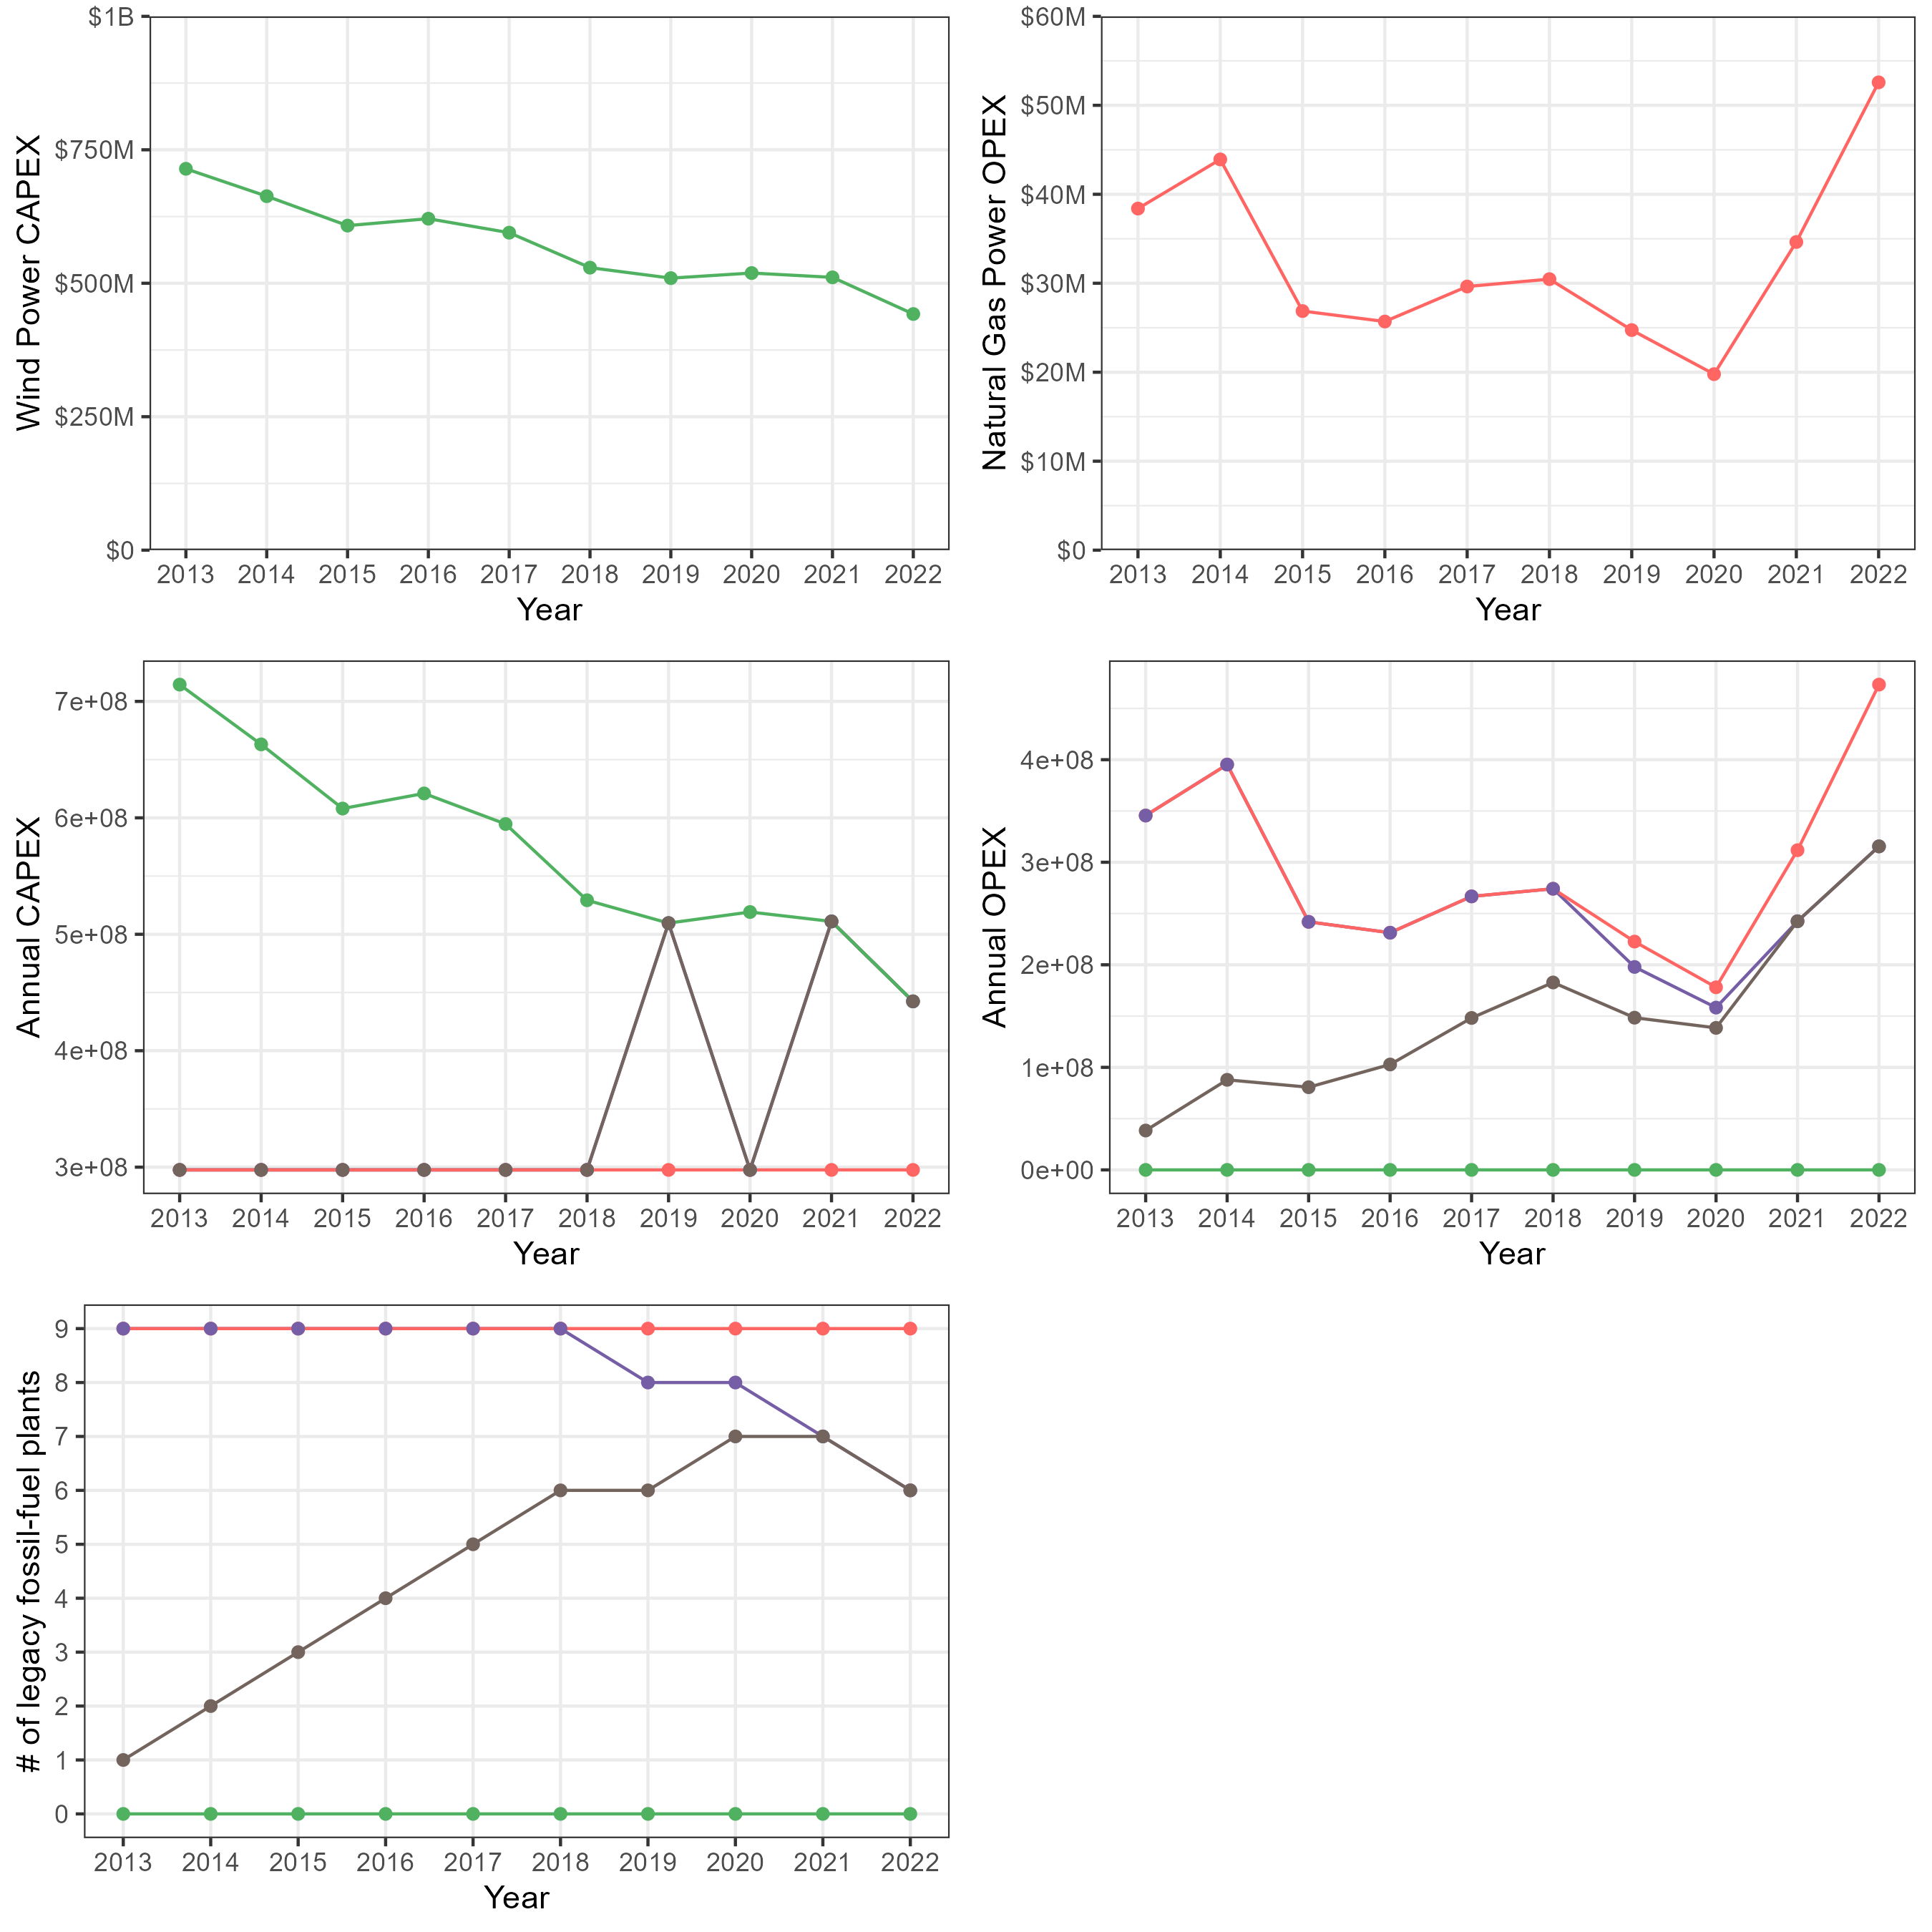 Wind Power CAPEX
$1B
$750M
$500M
$250M
$0
2013 2014 2015 2016 2017 2018 2019 2020 2021 2022
Year
Natural Gas Power OPEX
$60M
$50M
$40M
$30M
$20M
$10M
$0
2013 2014 2015 2016 2017 2018 2019 2020 2021 2022
Year
Annual CAPEX
7e+08
6e+08
5e+08
4e+08
3e+08
2013 2014 2015 2016 2017 2018 2019 2020 2021 2022
Year
Annual OPEX
4e+08
3e+08
2e+08
1e+08
0e+00
2013 2014 2015 2016 2017 2018 2019 2020 2021 2022
Year
# of legacy fossil-fuel plants
9
8
7
6
5
4
3
2
1
0
2013 2014 2015 2016 2017 2018 2019 2020 2021 2022
Year